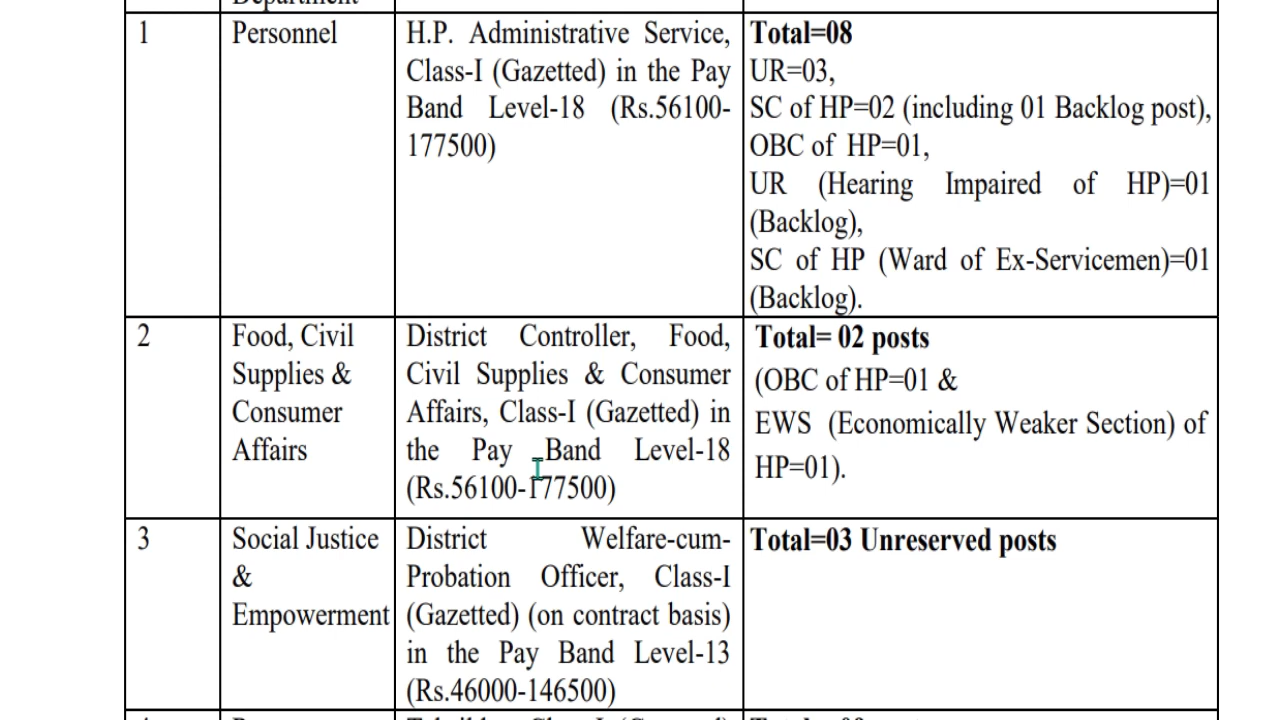 Department
1
Personnel
H.P. Administrative Service,
Class-I (Gazetted) in the Pay
Band Level-18 (Rs.56100-
177500)
Total=08
UR=03,
SC of HP=02 (including 01 Backlog post),
OBC of HP=01,
UR (Hearing Impaired of HP)=01
(Backlog),
SC of HP (Ward of Ex-Servicemen)=01
(Backlog).
2
Food, Civil
Supplies &
Consumer
Affairs
District Controller, Food,
Civil Supplies & Consumer
Affairs, Class-I (Gazetted) in
the Pay Band Level-18
(Rs.56100-177500)
Total= 02 posts
(OBC of HP=01 &
EWS (Economically Weaker Section) of
HP=01).
3
Social Justice
&
Empowerment
District Welfare-cum-
Probation Officer, Class-I
(Gazetted) (on contract basis)
in the Pay Band Level-13
(Rs.46000-146500)
Total=03 Unreserved posts